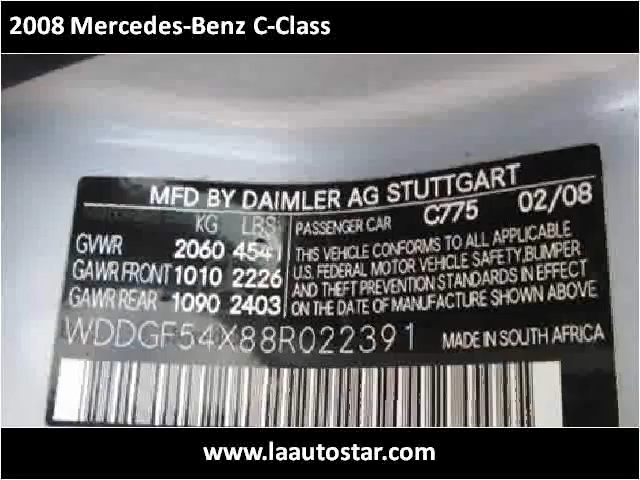 2008 Mercedes-Benz C-Class
MFD BY DAIMLER AG STUTTGART
KG LBS PASSENGER CAR C775 02/08
GVWR 2060 4541 THIS VEHICLE CONFORMS TO ALL APPLICABLE
GAWR FRONT 1010 2226 U.S. FEDERAL MOTOR VEHICLE SAFETY, BUMPER
GAWR REAR 1090 2403 AND THEFT PREVENTION STANDARDS IN EFFECT
ON THE DATE OF MANUFACTURE SHOWN ABOVE
WDDGF54X88R022391 MADE IN SOUTH AFRICA
www.laautostar.com